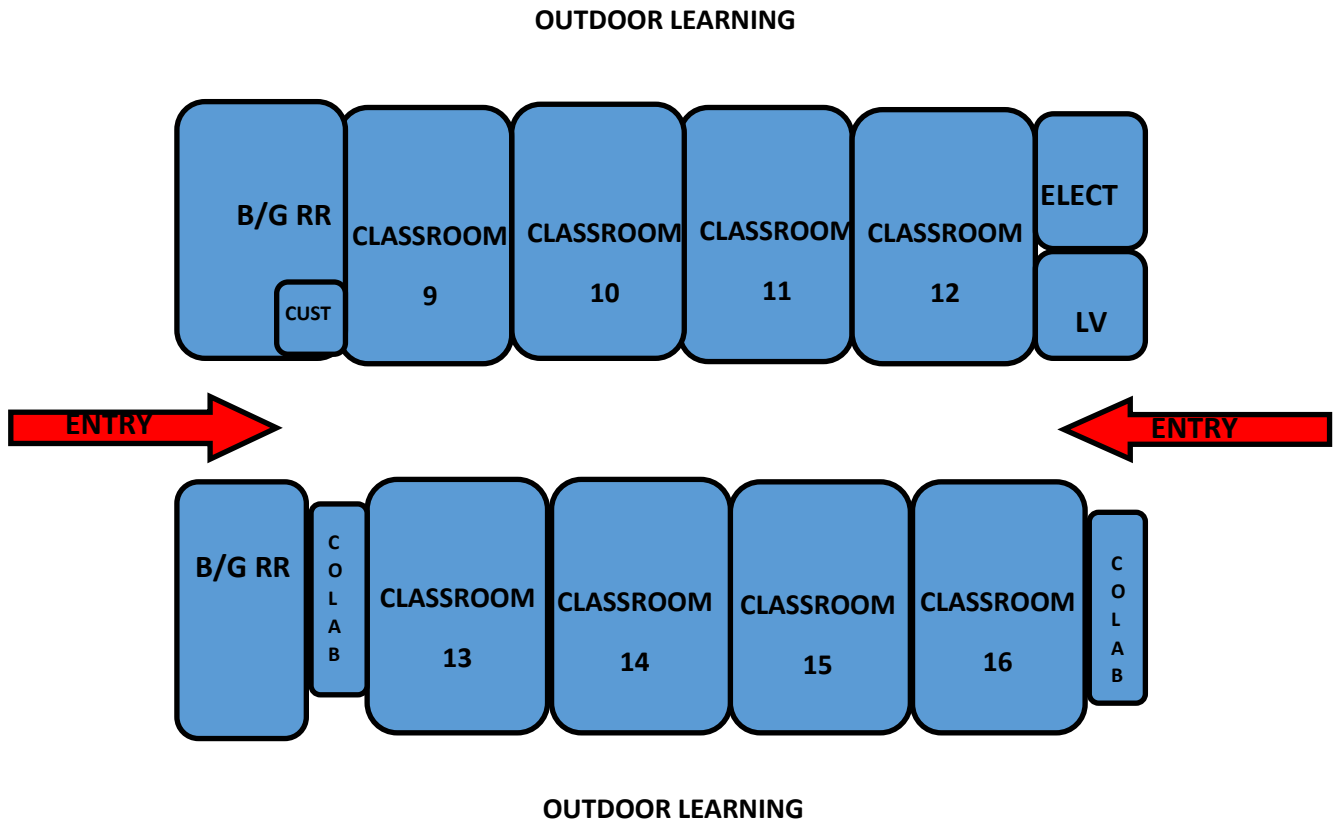 OUTDOOR LEARNING
B/G RR
CUST
CLASSROOM
9
CLASSROOM
10
CLASSROOM
11
CLASSROOM
12
ELECT
LV
ENTRY
ENTRY
B/G RR
C
O
L
A
B
CLASSROOM
13
CLASSROOM
14
CLASSROOM
15
CLASSROOM
16
C
O
L
A
B
OUTDOOR LEARNING